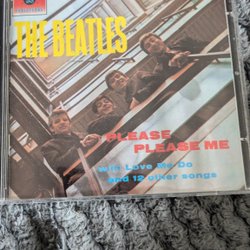 THE BEATLES
PLEASE
PLEASE ME
with Love Me Do
and 12 other songs